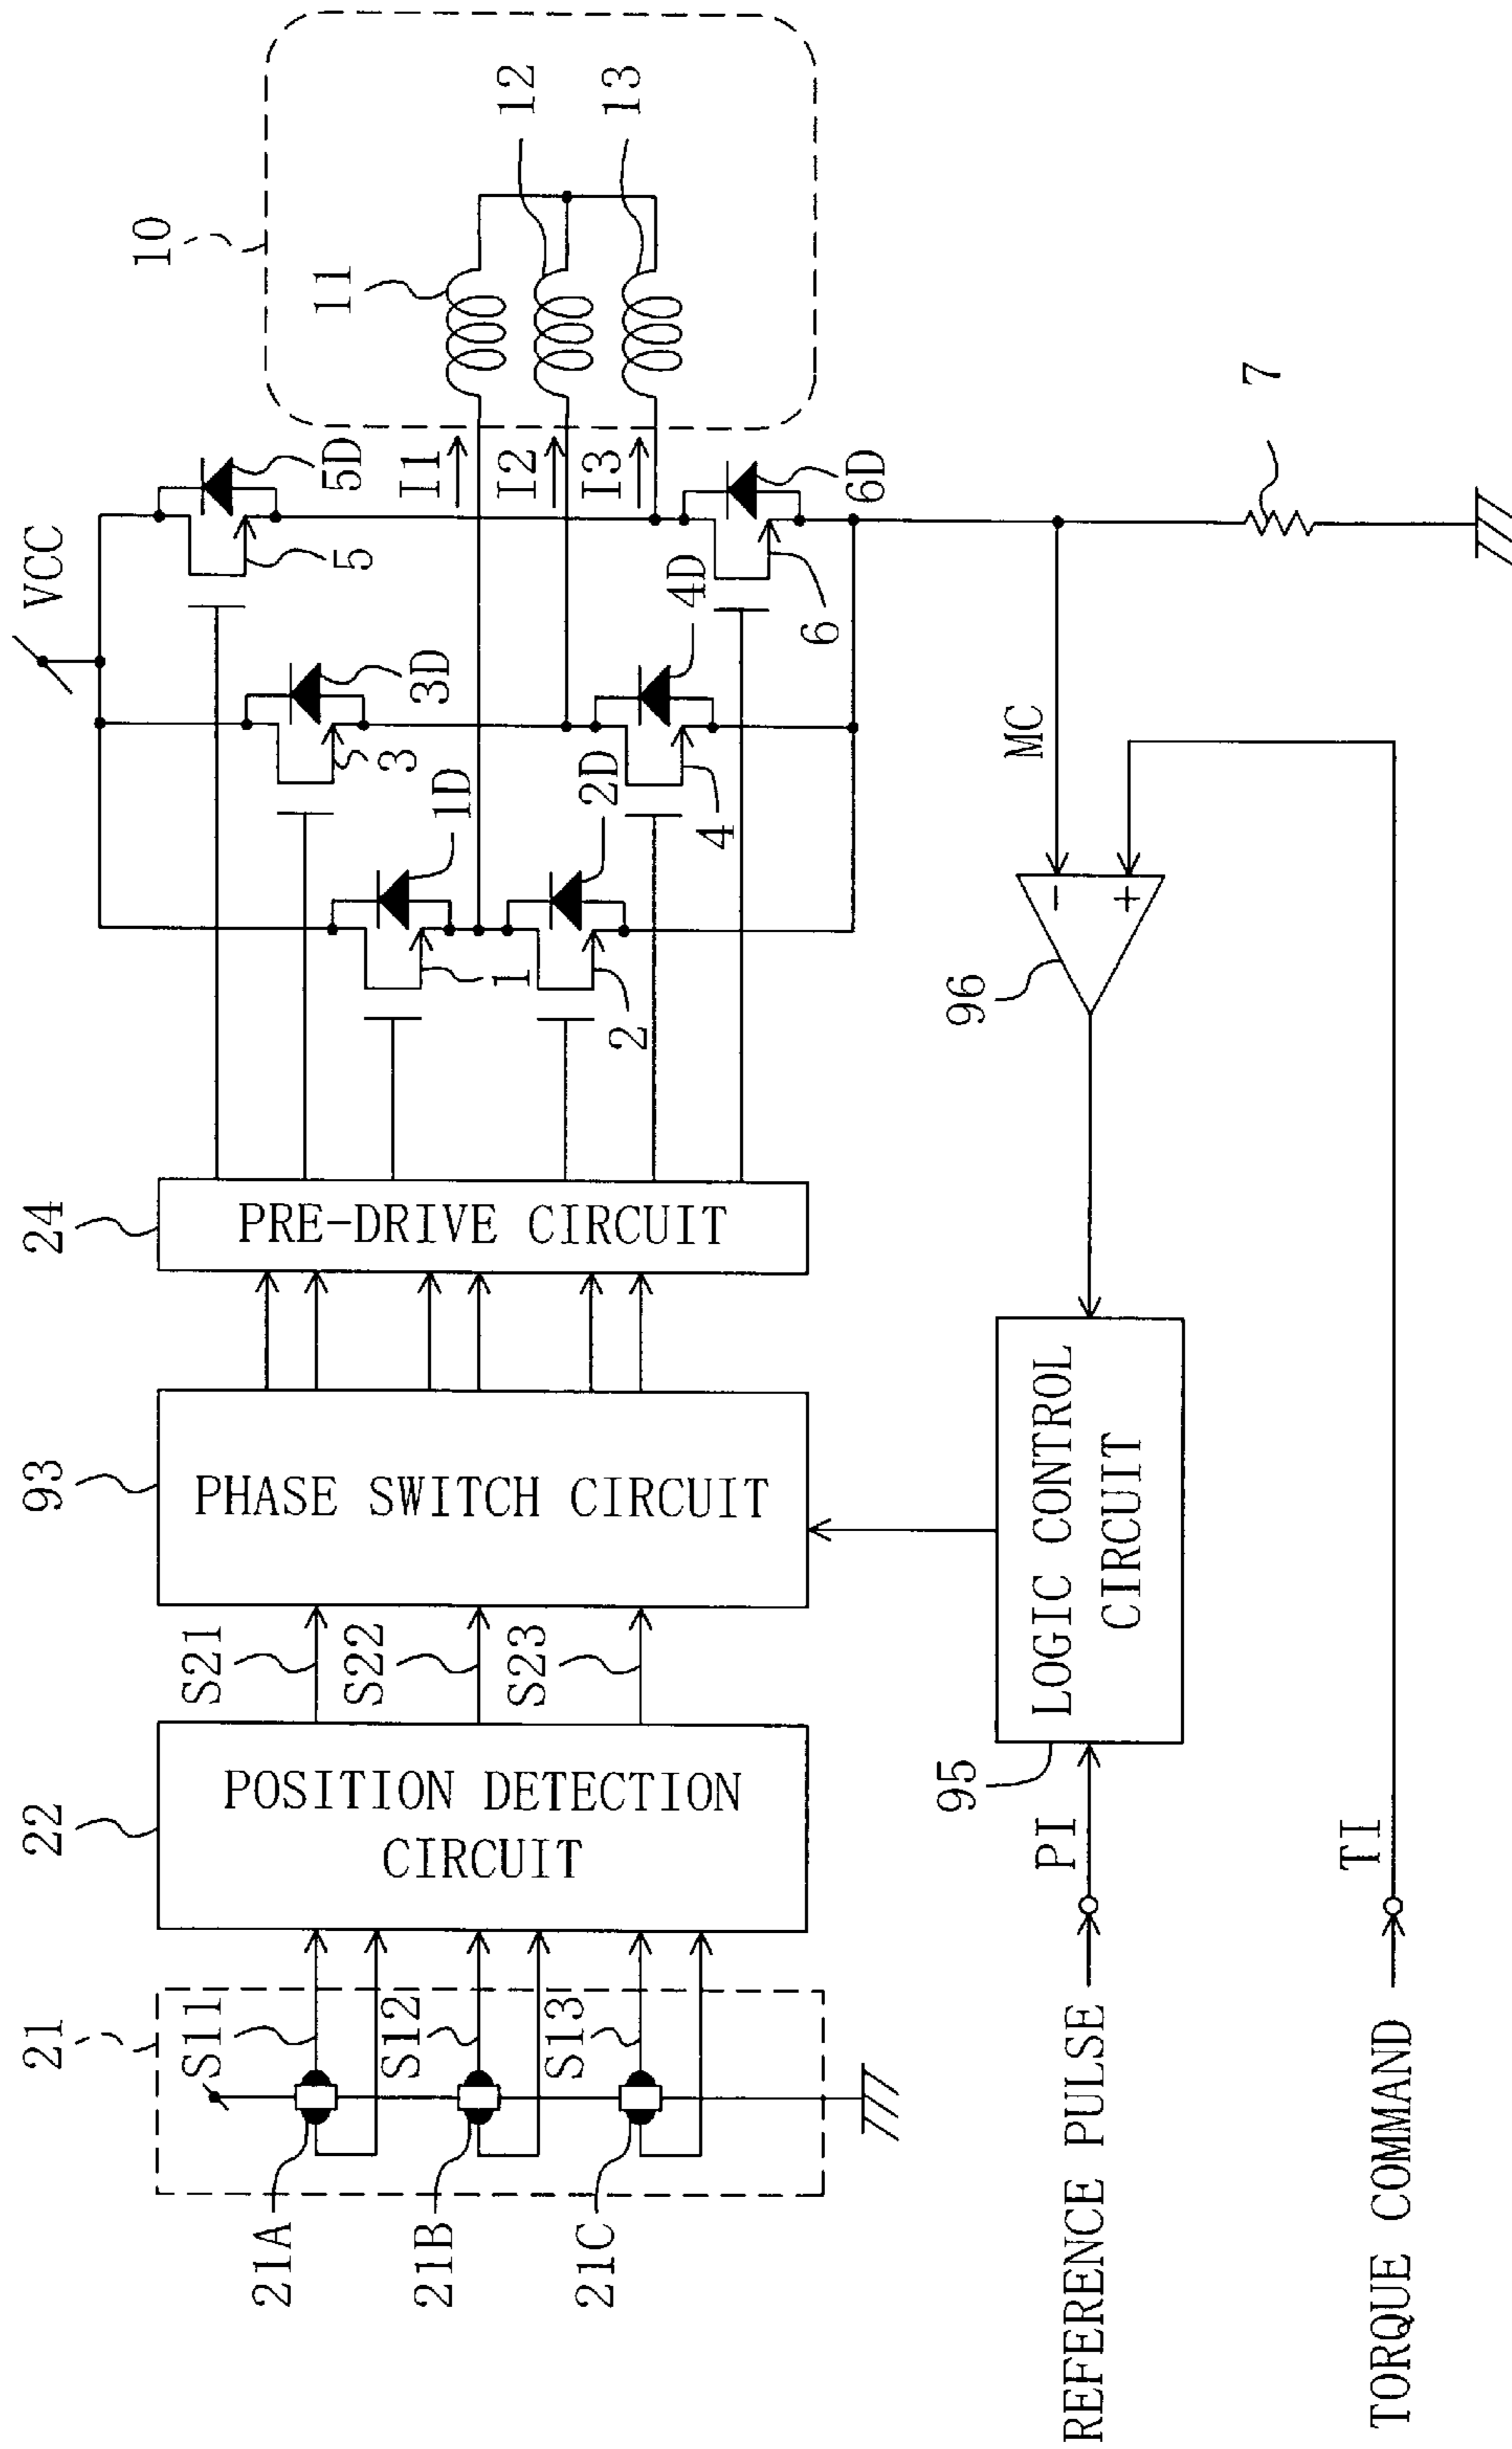 VCC
10
5D
3D
5
3
1D
1
11
12
13
I1
I2
I3
2D
4D
6D
2
4
6
7
24
PRE-DRIVE CIRCUIT
93
PHASE SWITCH CIRCUIT
S21
S22
S23
22
POSITION DETECTION
CIRCUIT
21
S11
S12
S13
21A
21B
21C
MC
-
+
96
LOGIC CONTROL
CIRCUIT
95
PI
REFERENCE PULSE
TI
TORQUE COMMAND